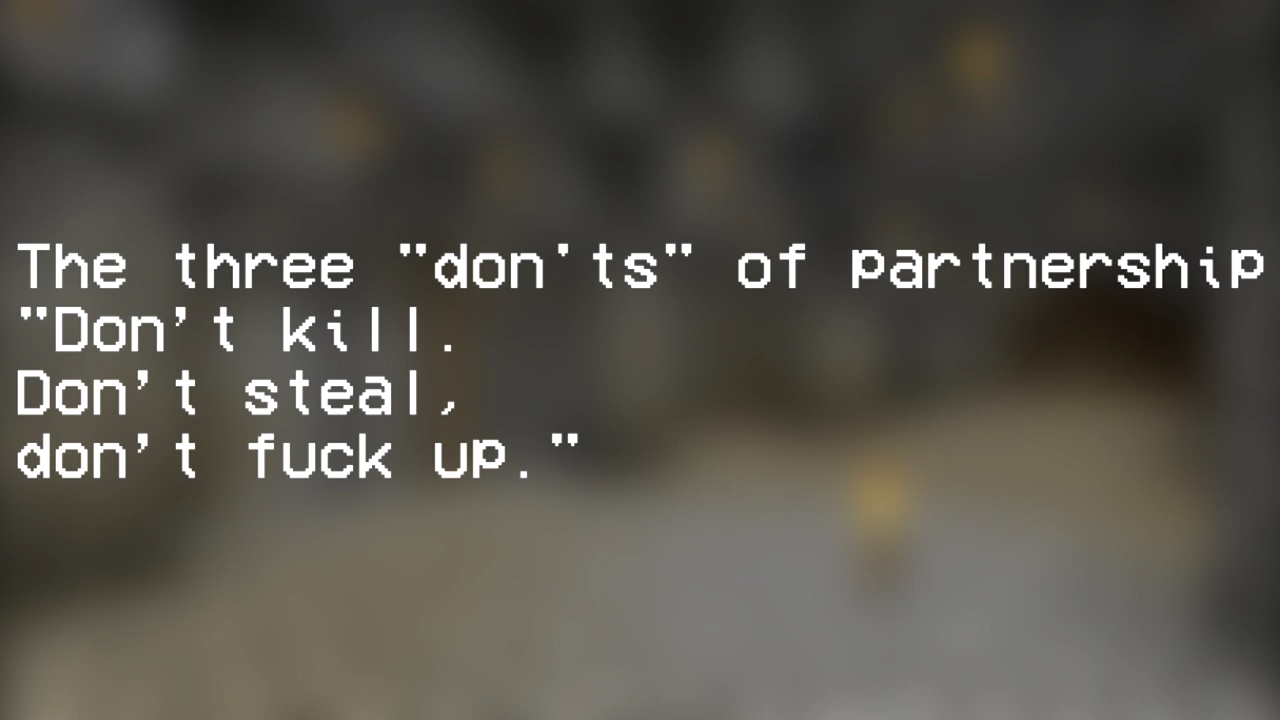 The three "don'ts" of partnership
"Don't kill.
Don't steal,
don't fuck up."